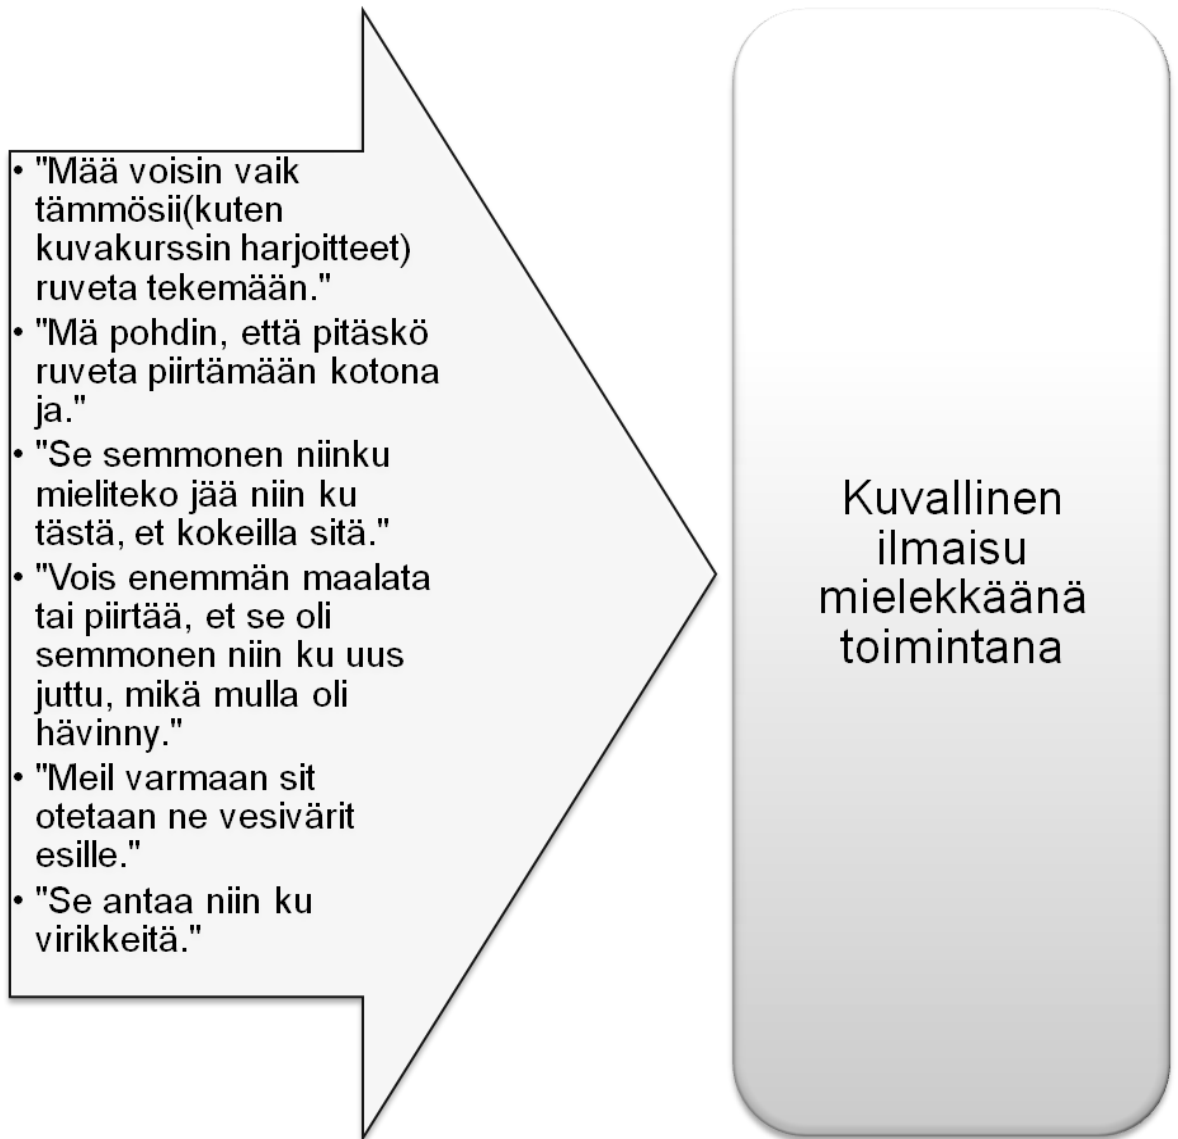 • "Mää voisin vaik
tämmösii(kuten
kuvakurssin harjoitteet)
ruveta tekemään."
• "Mä pohdin, että pitäskö
ruveta piirtämään kotona
ja."
• "Se semmonen niinku
mieliteko jää niin ku
tästä, et kokeilla sitä."
• "Vois enemmän maalata
tai piirtää, et se oli
semmonen niin ku uus
juttu, mikä mulla oli
hävinny."
• "Meil varmaan sit
otetaan ne vesivärit
esille."
• "Se antaa niin ku
virikkeitä."
Kuvallinen
ilmaisu
mielekkäänä
toimintana